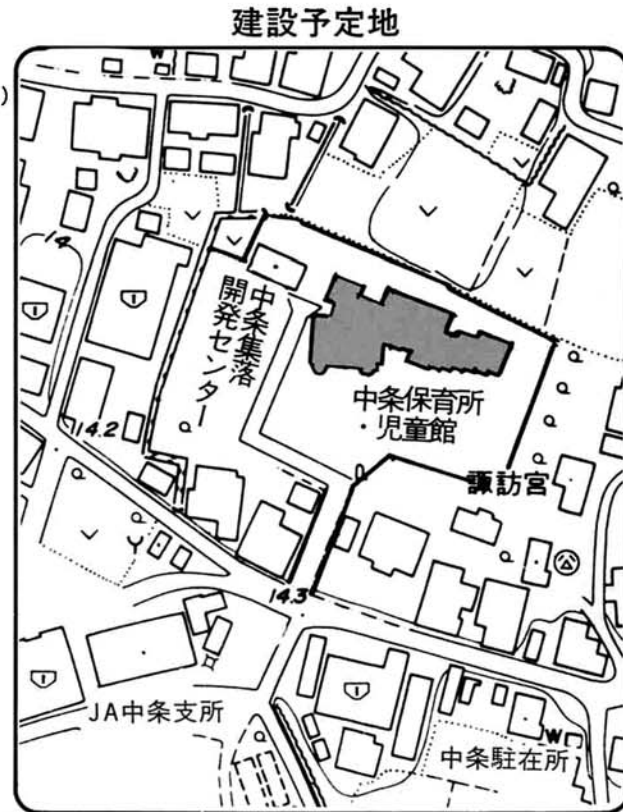 建設予定地
)
14
中条集落
開発センター
14.2
中条保育所
・児童館
諏訪宮
14.3
JA中条支所
中条駐在所